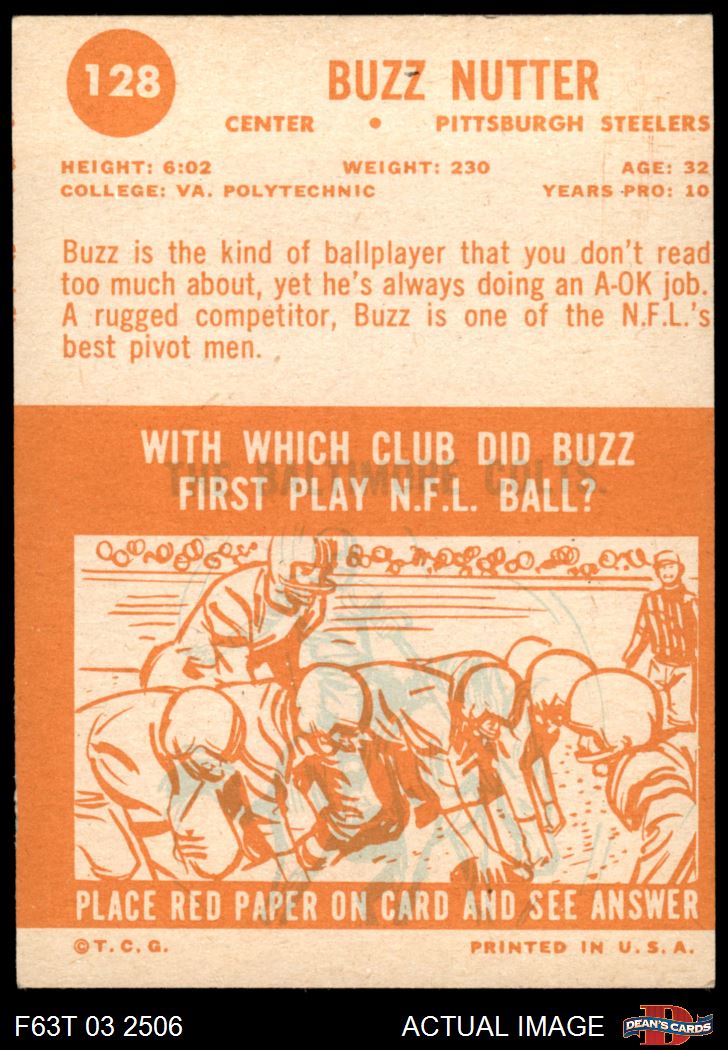 128
BUZZ NUTTER
CENTER • PITTSBURGH STEELERS
HEIGHT: 6:02 WEIGHT: 230 AGE: 32
COLLEGE: VA. POLYTECHNIC YEARS PRO: 10
Buzz is the kind of ballplayer that you don't read
too much about, yet he's always doing an A-OK job.
A rugged competitor, Buzz is one of the N.F.L.'s
best pivot men.
WITH WHICH CLUB DID BUZZ
THE BALTIMORE COLTS.
FIRST PLAY N.F.L. BALL?
PLACE RED PAPER ON CARD AND SEE ANSWER
©T.C.G. PRINTED IN U.S.A.
F63T 03 2506 ACTUAL IMAGE
DEAN'S CARDS